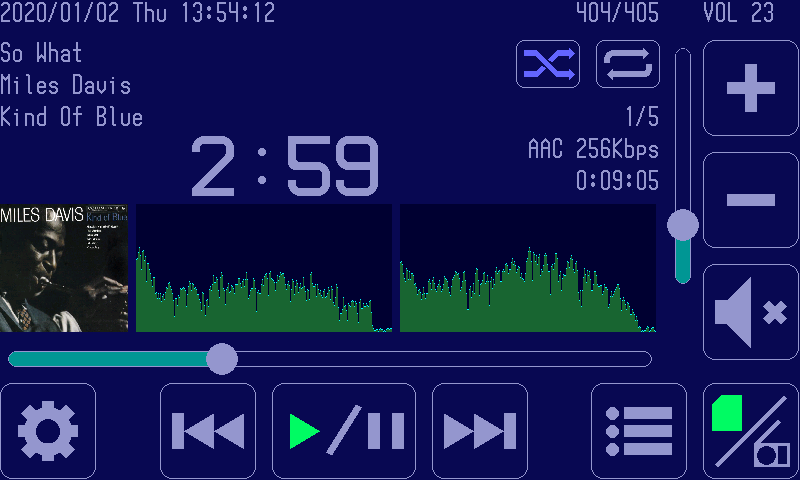 2020/01/02 Thu 13:54:12
404/405
VOL 23
So What
Miles Davis
Kind Of Blue
1/5
2:59
AAC 256Kbps
0:09:05
MILES DAVIS
Kind of Blue